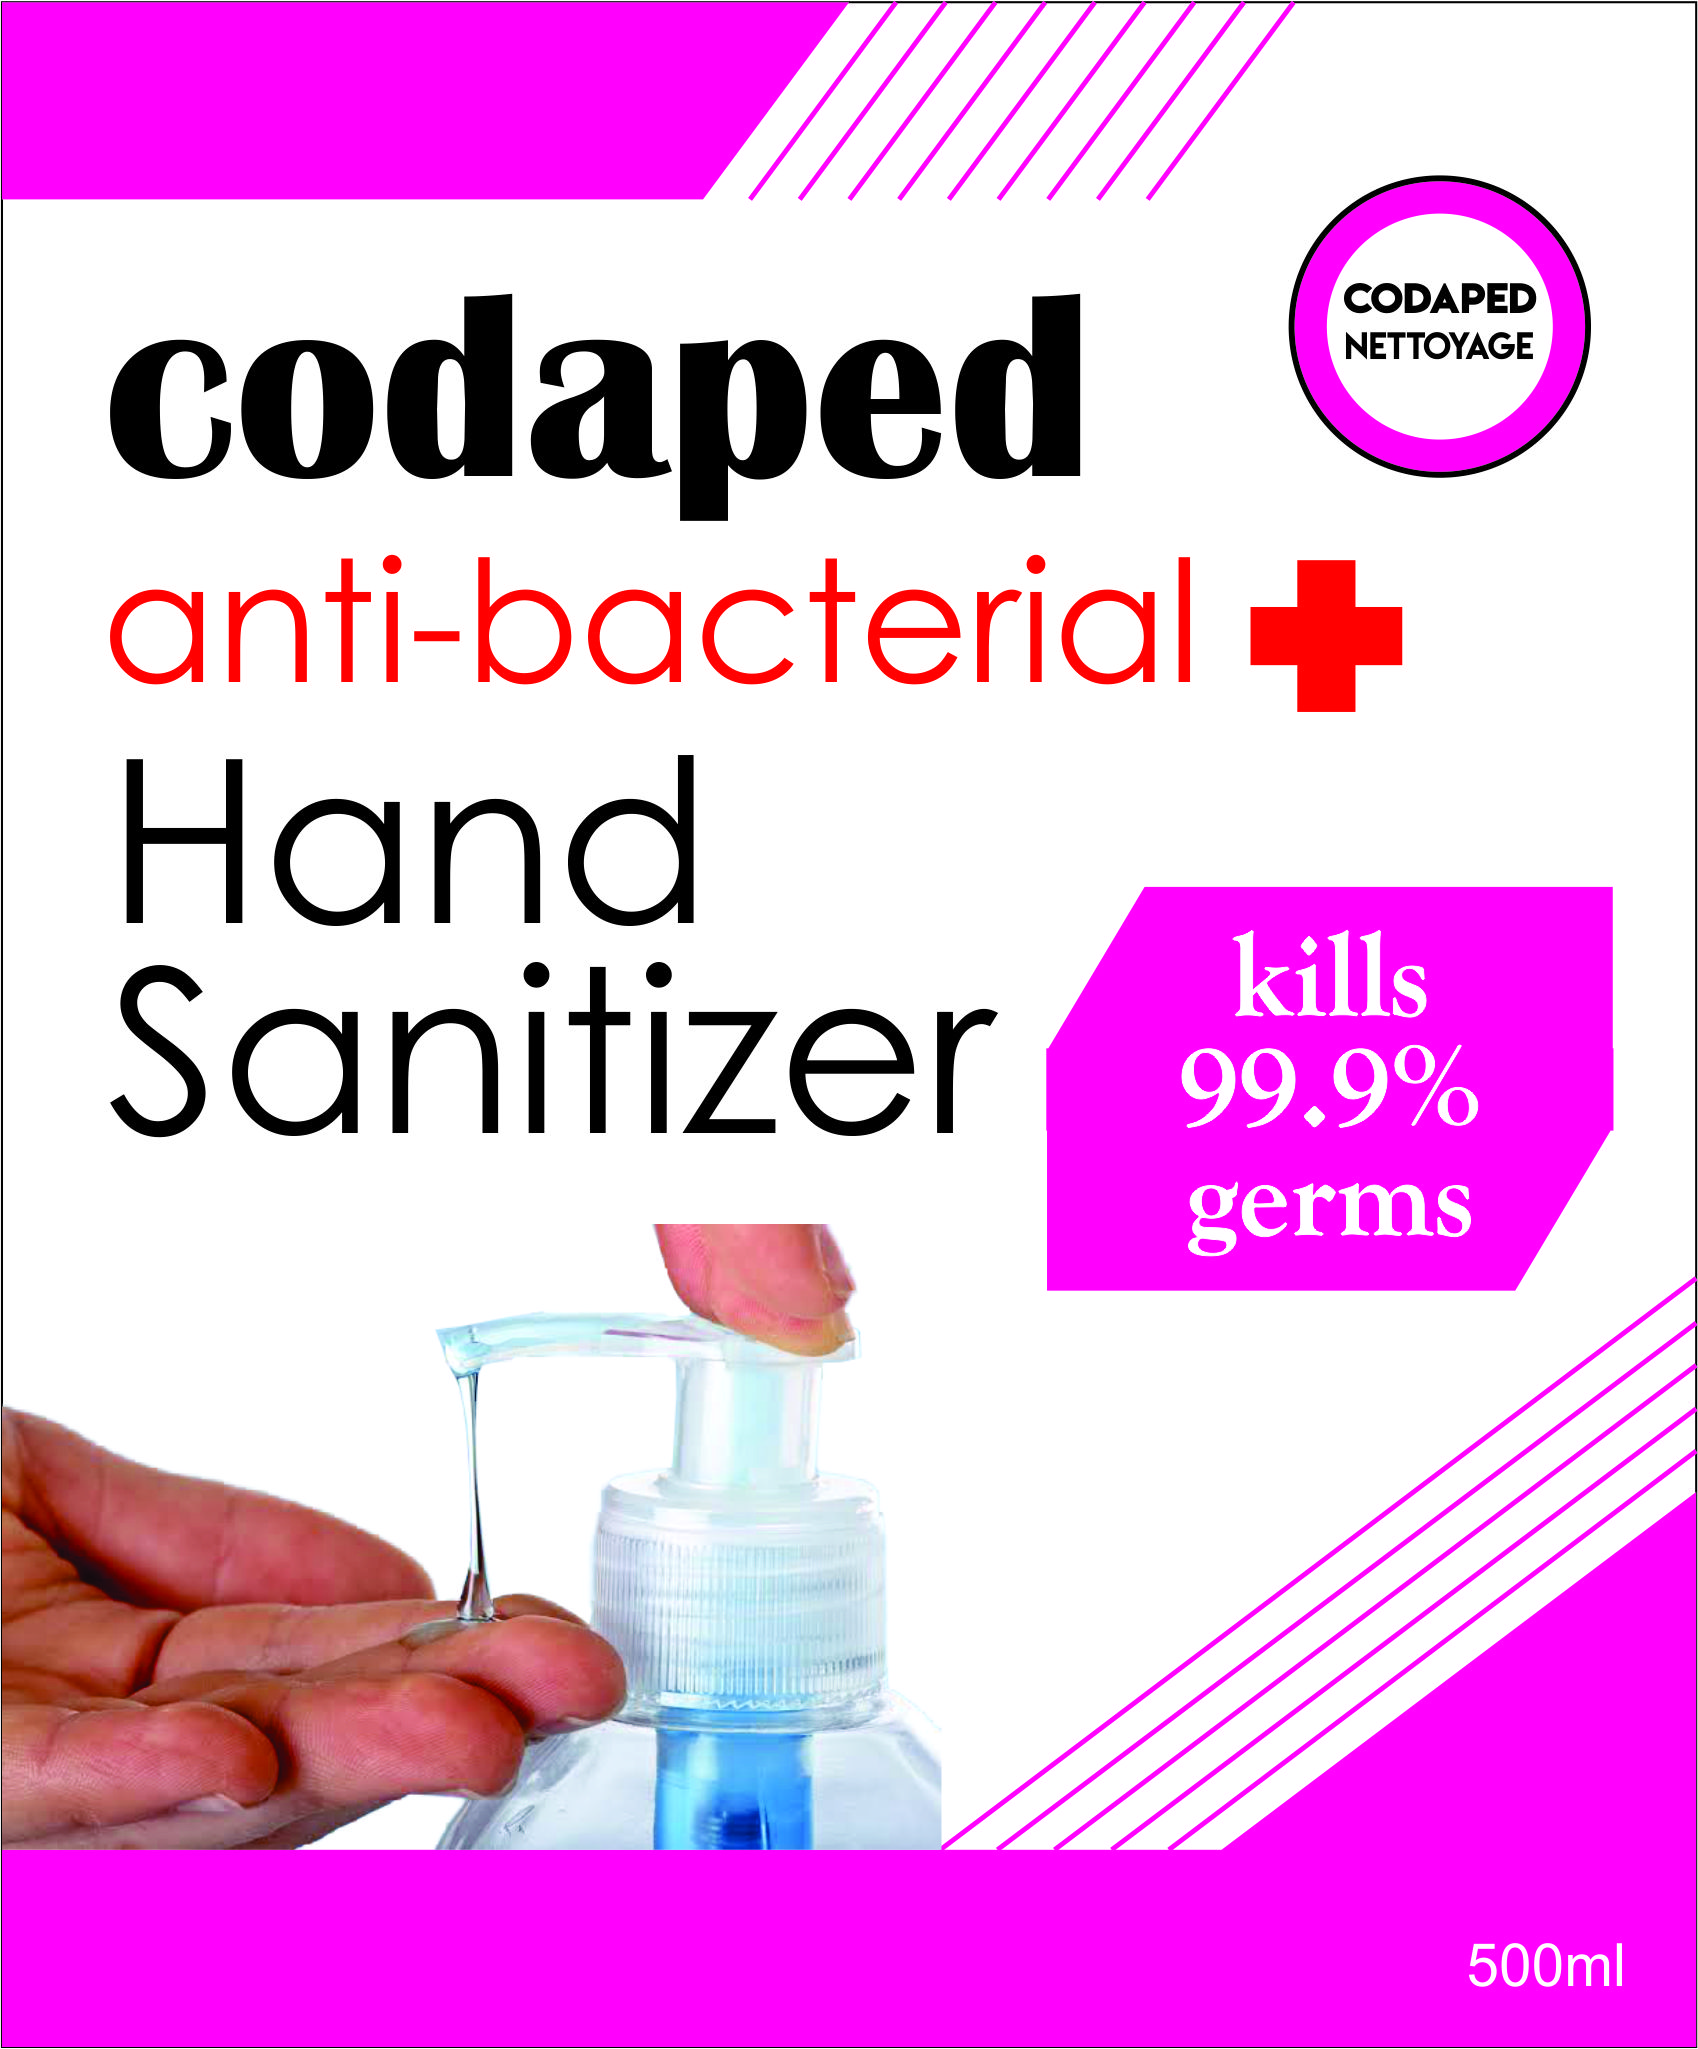 codaped
CODAPED
NETTOYAGE
anti-bacterial
Hand
Sanitizer
kills
99.9%
germs
500ml